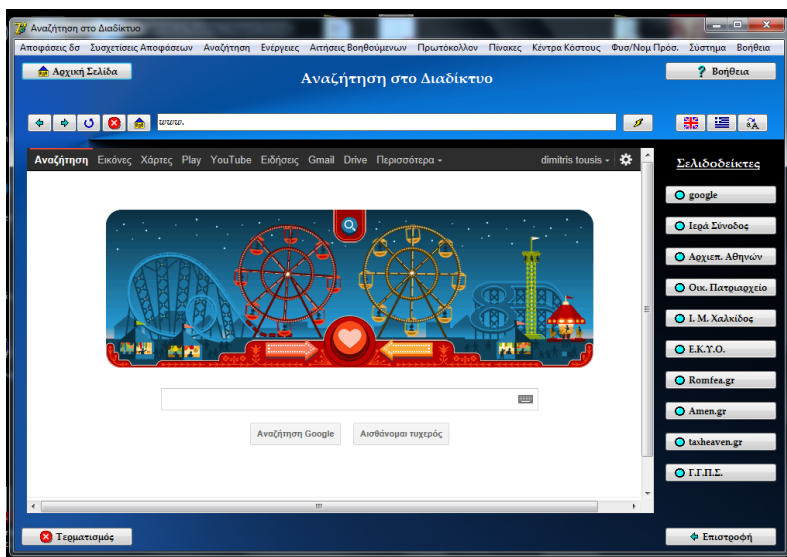 Αναζήτηση στο Διαδίκτυο
Αποφάσεις δσ Συσχετίσεις Αποφάσεων Αναζήτηση Ενέργειες Αιτήσεις Βοηθούμενων Πρωτόκολλον Πίνακες Κέντρα Κόστους Φυσ/Νομ Πρόσ. Σύστημα Βοήθεια
Αρχική Σελίδα
Αναζήτηση στο Διαδίκτυο
? Βοήθεια
www.
Αναζήτηση Εικόνες Χάρτες Play YouTube Ειδήσεις Gmail Drive Περισσότερα
dimitris tousis
Σελιδοδείκτες
google
Ιερά Σύνοδος
Αρχιεπ. Αθηνών
Οικ. Πατριαρχείο
Ι. Μ. Χαλκίδος
Ε.Κ.Υ.Ο.
Romfea.gr
Amen.gr
taxheaven.gr
Γ.Γ.Π.Σ.
Αναζήτηση Google Αισθάνομαι τυχερός
Τερματισμός
Επιστροφή